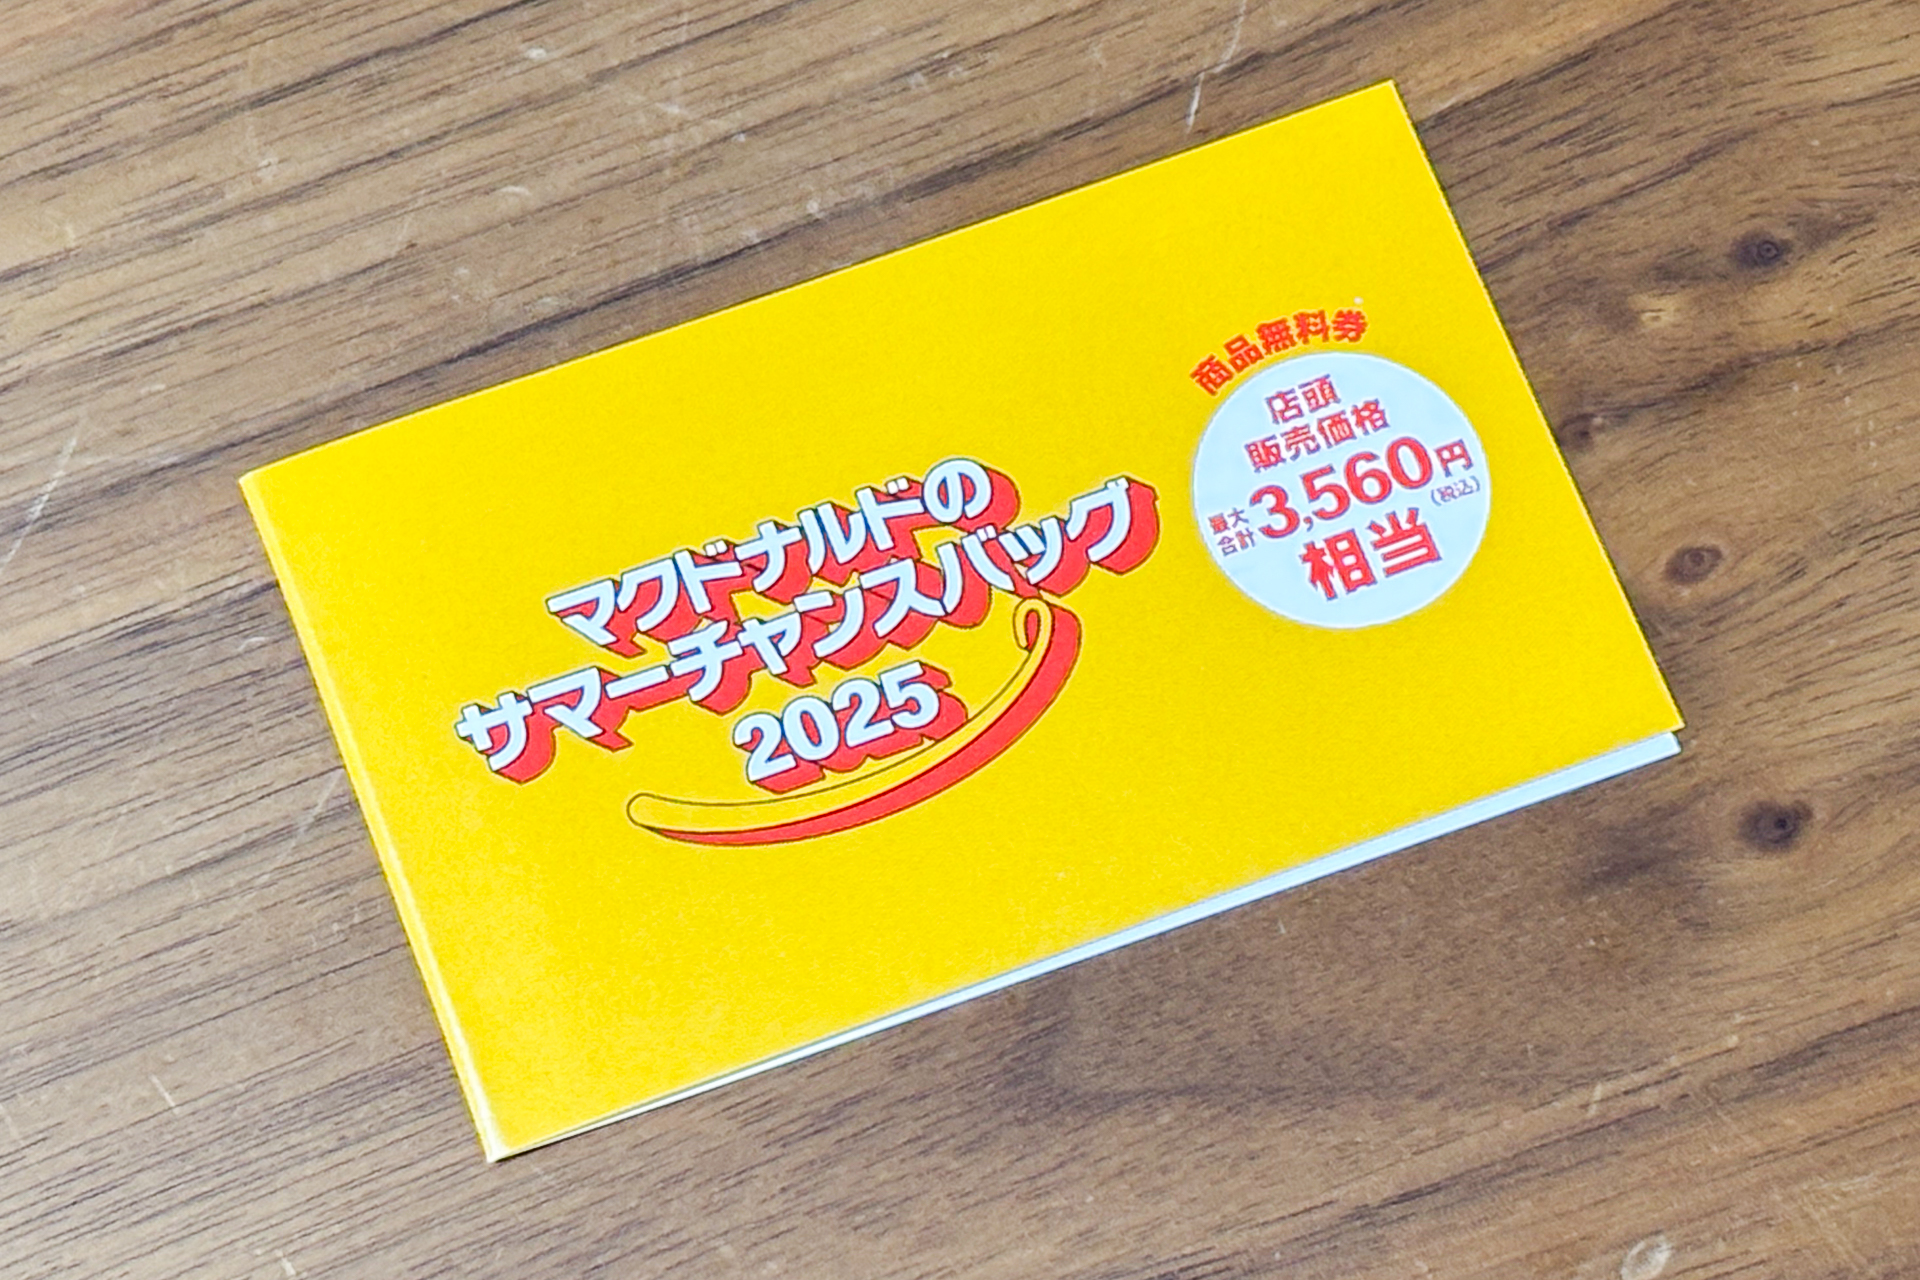 マクドナルドの
サマーチャンスバッグ
2025
商品無料券
店頭
販売価格
最大
合計
3,560円
(税込)
相当